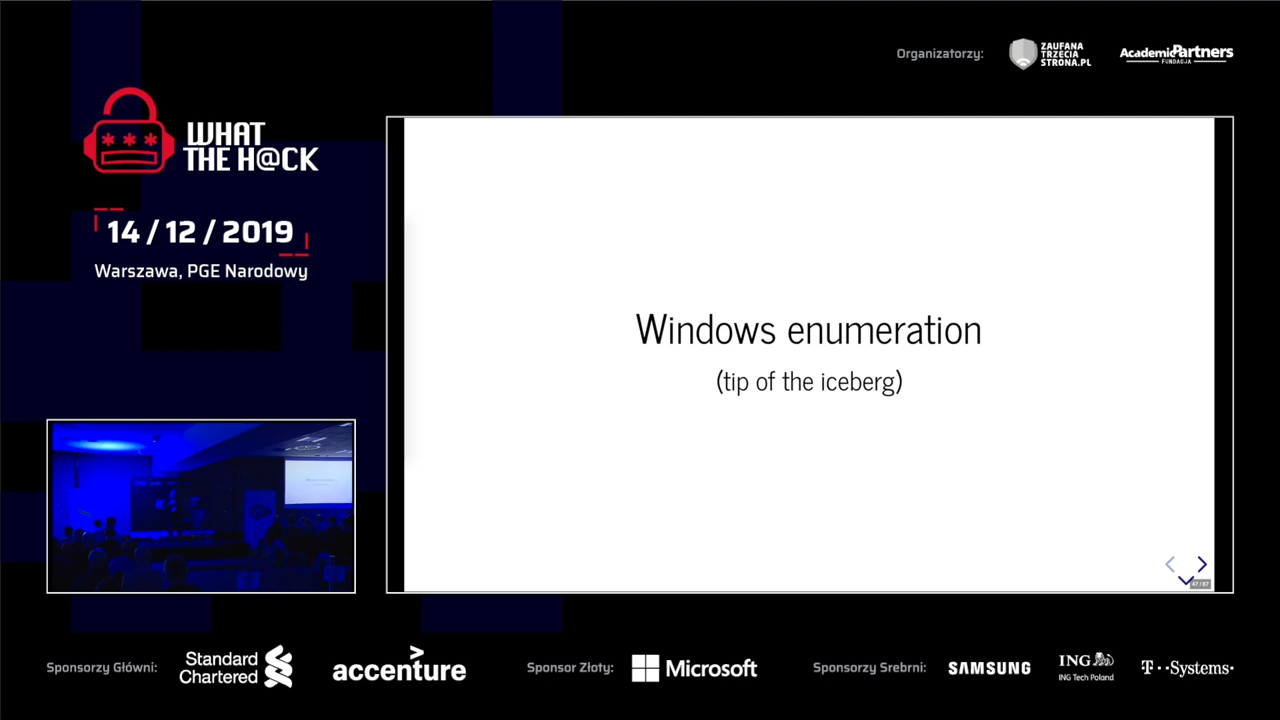 Organizatorzy:
ZAUFANA
TRZECIA
STRONA.PL
AcademicPartners
FUNDACJA
***
WHAT
THE H@CK
14 / 12 / 2019
Warszawa, PGE Narodowy
Windows enumeration
(tip of the iceberg)
47 / 67
Sponsorzy Główni:
Standard
Chartered
accenture
Sponsor Złoty:
Microsoft
Sponsorzy Srebrni:
SAMSUNG
ING
ING Tech Poland
T··Systems·